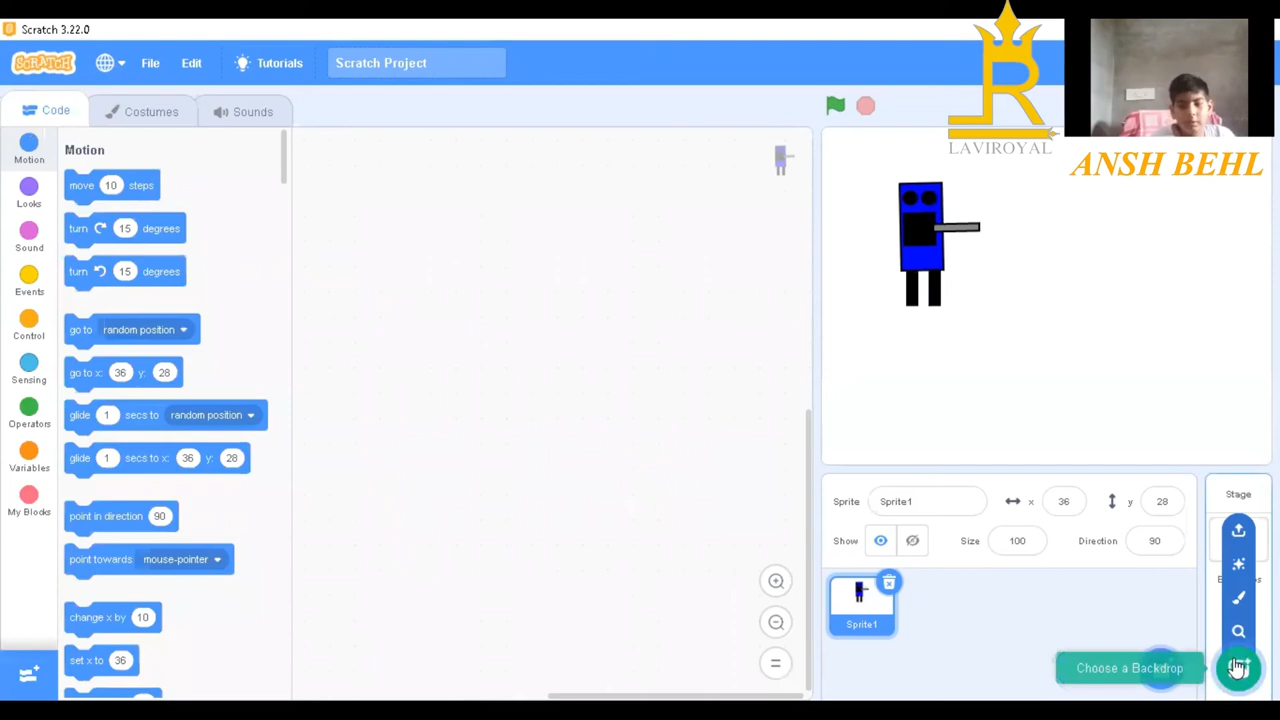 Scratch 3.22.0
SCRATCH
File Edit Tutorials Scratch Project
R
LAVIROYAL
ANSH BEHL
Code Costumes Sounds
Motion
Looks
Sound
Events
Control
Sensing
Operators
Variables
My Blocks
Motion
move 10 steps
turn 15 degrees
turn 15 degrees
go to random position
go to x: 36 y: 28
glide 1 secs to random position
glide 1 secs to x: 36 y: 28
point in direction 90
point towards mouse-pointer
change x by 10
set x to 36
Sprite Sprite1 x 36 y 28
Show Size 100 Direction 90
Sprite1
Stage
Choose a Backdrop